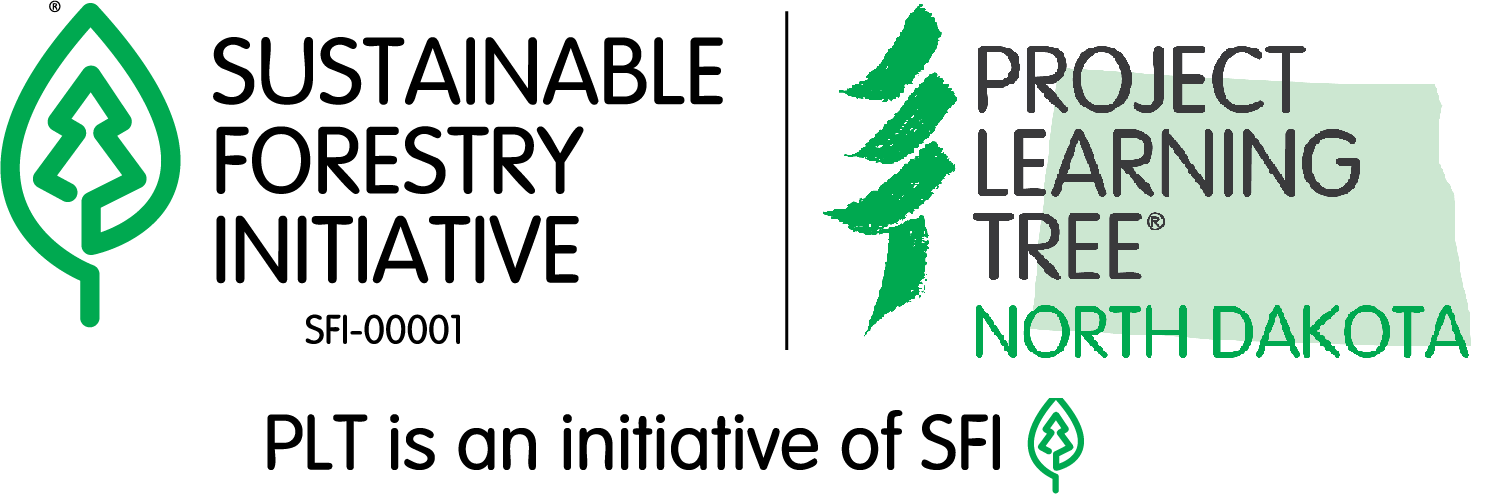 ®
SUSTAINABLE
FORESTRY
INITIATIVE
SFI-00001
PROJECT
LEARNING
TREE®
NORTH DAKOTA
PLT is an initiative of SFI